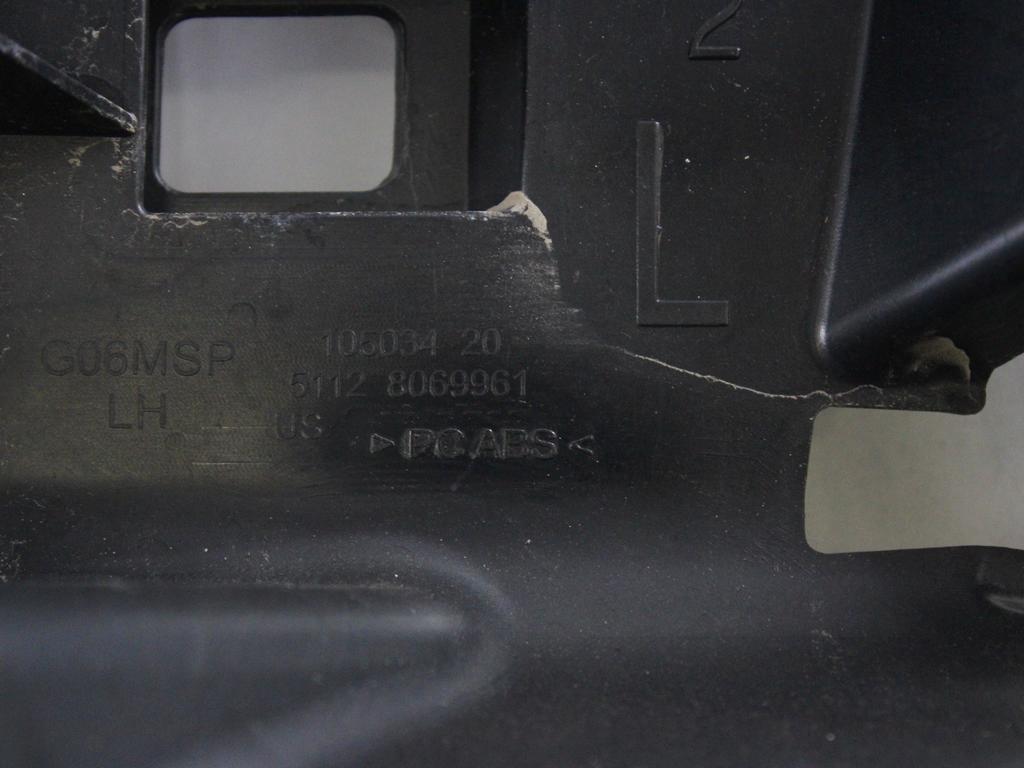 2
L
G06MSP
LH
105034 20
5112 8069961
US
>PC ABS<